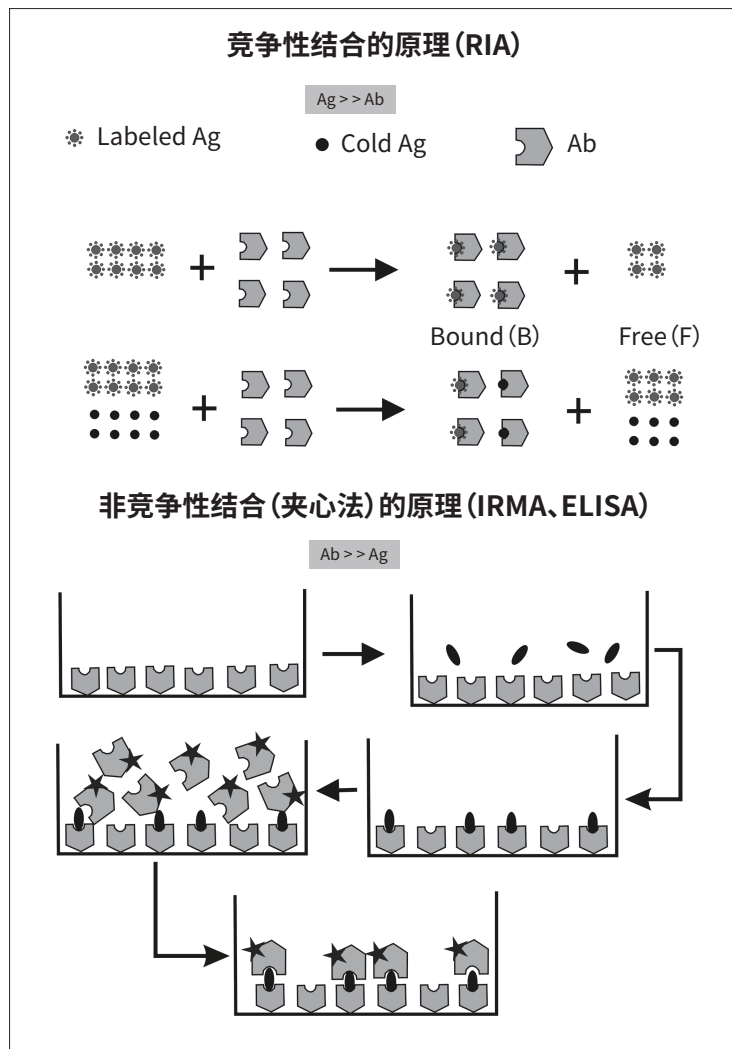 竞争性结合的原理(RIA)
Ag>>Ab
Labeled Ag
Cold Ag
Ab
Bound(B)
Free(F)
非竞争性结合(夹心法)的原理(IRMA、ELISA)
Ab>>Ag